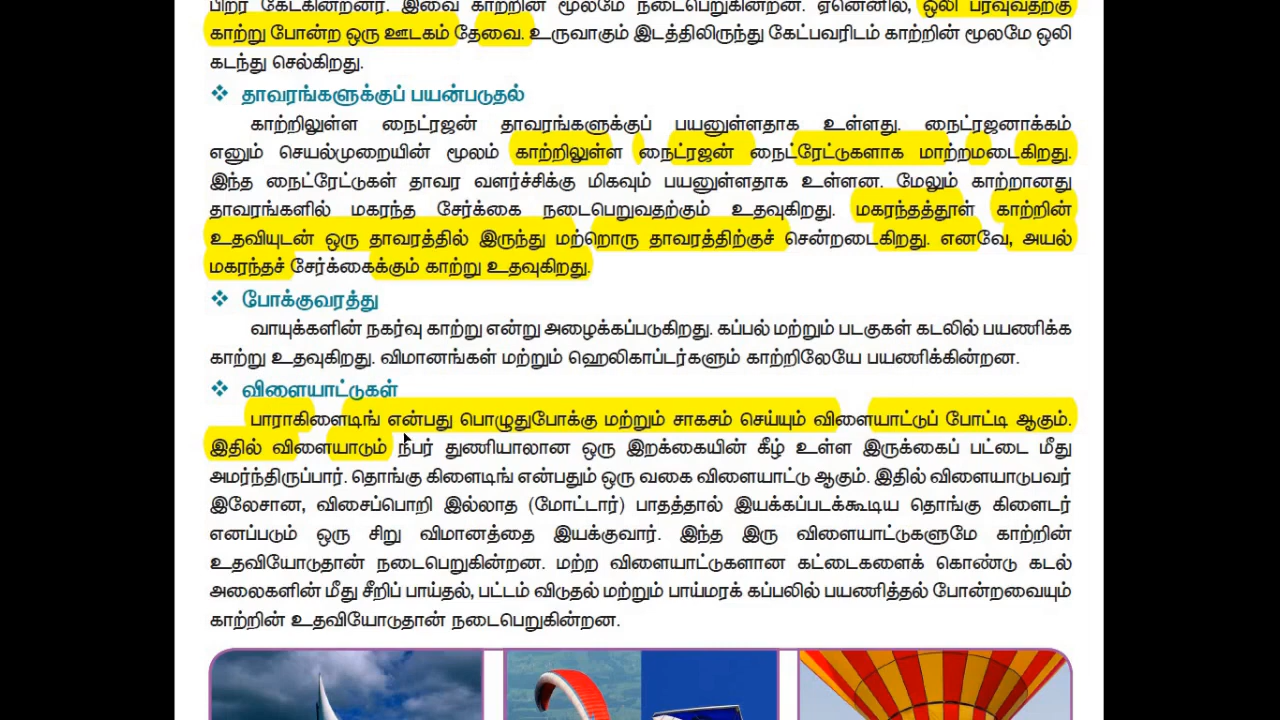 பிறர் கேட்கின்றனர். இவை காற்றின் மூலமே நடைபெறுகின்றன. ஏனெனில், ஒலி பரவுவதற்கு
காற்று போன்ற ஒரு ஊடகம் தேவை. உருவாகும் இடத்திலிருந்து கேட்பவரிடம் காற்றின் மூலமே ஒலி
கடந்து செல்கிறது.
❖ தாவரங்களுக்குப் பயன்படுதல்
காற்றிலுள்ள நைட்ரஜன் தாவரங்களுக்குப் பயனுள்ளதாக உள்ளது. நைட்ரஜனாக்கம்
எனும் செயல்முறையின் மூலம் காற்றிலுள்ள நைட்ரஜன் நைட்ரேட்டுகளாக மாற்றமடைகிறது.
இந்த நைட்ரேட்டுகள் தாவர வளர்ச்சிக்கு மிகவும் பயனுள்ளதாக உள்ளன. மேலும் காற்றானது
தாவரங்களில் மகரந்த சேர்க்கை நடைபெறுவதற்கும் உதவுகிறது. மகரந்தத்தூள் காற்றின்
உதவியுடன் ஒரு தாவரத்தில் இருந்து மற்றொரு தாவரத்திற்குச் சென்றடைகிறது. எனவே, அயல்
மகரந்தச் சேர்க்கைக்கும் காற்று உதவுகிறது.
❖ போக்குவரத்து
வாயுக்களின் நகர்வு காற்று என்று அழைக்கப்படுகிறது. கப்பல் மற்றும் படகுகள் கடலில் பயணிக்க
காற்று உதவுகிறது. விமானங்கள் மற்றும் ஹெலிகாப்டர்களும் காற்றிலேயே பயணிக்கின்றன.
❖ விளையாட்டுகள்
பாராகிளைடிங் என்பது பொழுதுபோக்கு மற்றும் சாகசம் செய்யும் விளையாட்டுப் போட்டி ஆகும்.
இதில் விளையாடும் நபர் துணியாலான ஒரு இறக்கையின் கீழ் உள்ள இருக்கைப் பட்டை மீது
அமர்ந்திருப்பார். தொங்கு கிளைடிங் என்பதும் ஒரு வகை விளையாட்டு ஆகும். இதில் விளையாடுபவர்
இலேசான, விசைப்பொறி இல்லாத (மோட்டார்) பாதத்தால் இயக்கப்படக்கூடிய தொங்கு கிளைடர்
எனப்படும் ஒரு சிறு விமானத்தை இயக்குவார். இந்த இரு விளையாட்டுகளுமே காற்றின்
உதவியோடுதான் நடைபெறுகின்றன. மற்ற விளையாட்டுகளான கட்டைகளைக் கொண்டு கடல்
அலைகளின் மீது சீறிப் பாய்தல், பட்டம் விடுதல் மற்றும் பாய்மரக் கப்பலில் பயணித்தல் போன்றவையும்
காற்றின் உதவியோடுதான் நடைபெறுகின்றன.